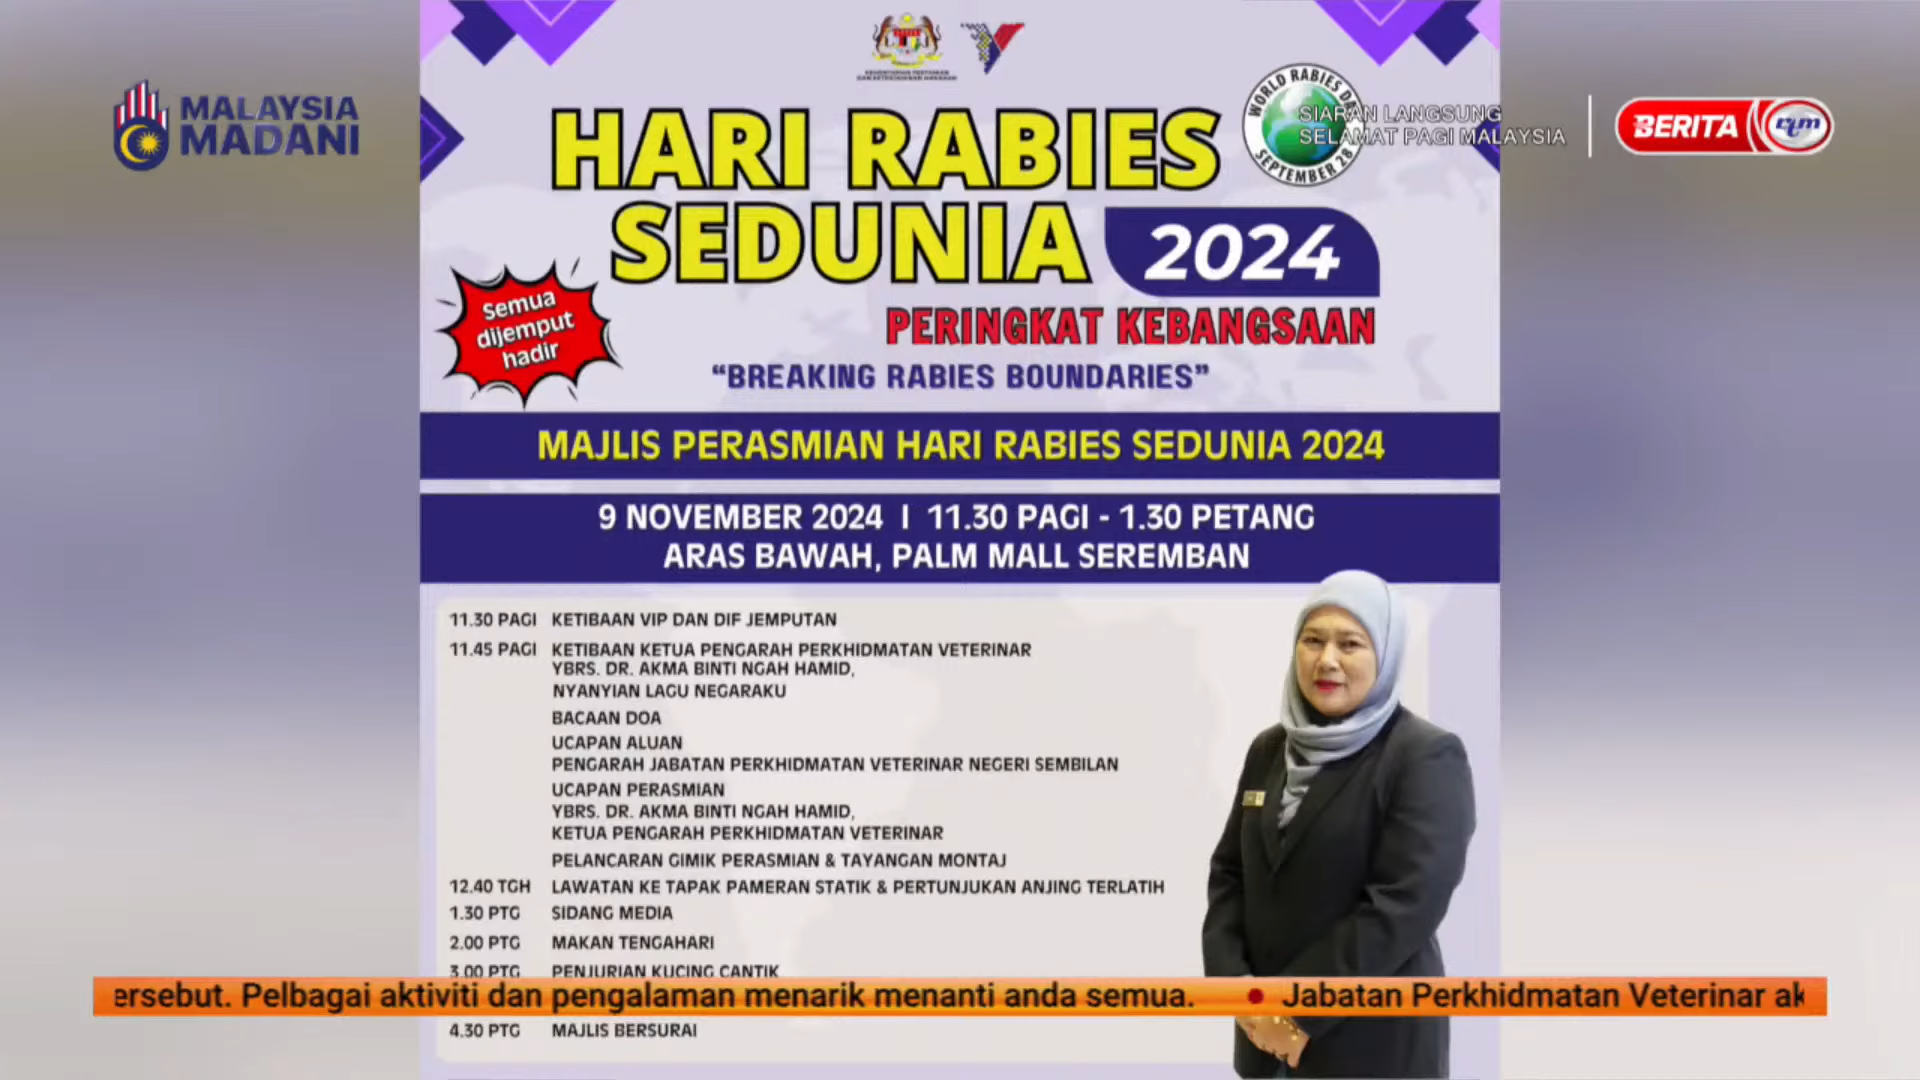 MALAYSIA
MADANI
WORLD RABIES DAY
SEPTEMBER 28
SIARAN LANGSUNG
SELAMAT PAGI MALAYSIA
BERITA rtm
HARI RABIES
SEDUNIA 2024
Semua
dijemput
hadir
PERINGKAT KEBANGSAAN
“BREAKING RABIES BOUNDARIES”
MAJLIS PERASMIAN HARI RABIES SEDUNIA 2024
9 NOVEMBER 2024 I 11.30 PAGI - 1.30 PETANG
ARAS BAWAH, PALM MALL SEREMBAN
11.30 PAGI KETIBAAN VIP DAN DIF JEMPUTAN
11.45 PAGI KETIBAAN KETUA PENGARAH PERKHIDMATAN VETERINAR
YBRS. DR. AKMA BINTI NGAH HAMID,
NYANYIAN LAGU NEGARAKU
BACAAN DOA
UCAPAN ALUAN
PENGARAH JABATAN PERKHIDMATAN VETERINAR NEGERI SEMBILAN
UCAPAN PERASMIAN
YBRS. DR. AKMA BINTI NGAH HAMID,
KETUA PENGARAH PERKHIDMATAN VETERINAR
PELANCARAN GIMIK PERASMIAN & TAYANGAN MONTAJ
12.40 TGH LAWATAN KE TAPAK PAMERAN STATIK & PERTUNJUKAN ANJING TERLATIH
1.30 PTG SIDANG MEDIA
2.00 PTG MAKAN TENGAHARI
3.00 PTG PENJURIAN KUCING CANTIK
ersebut. Pelbagai aktiviti dan pengalaman menarik menanti anda semua. • Jabatan Perkhidmatan Veterinar ak
4.30 PTG MAJLIS BERSURAI